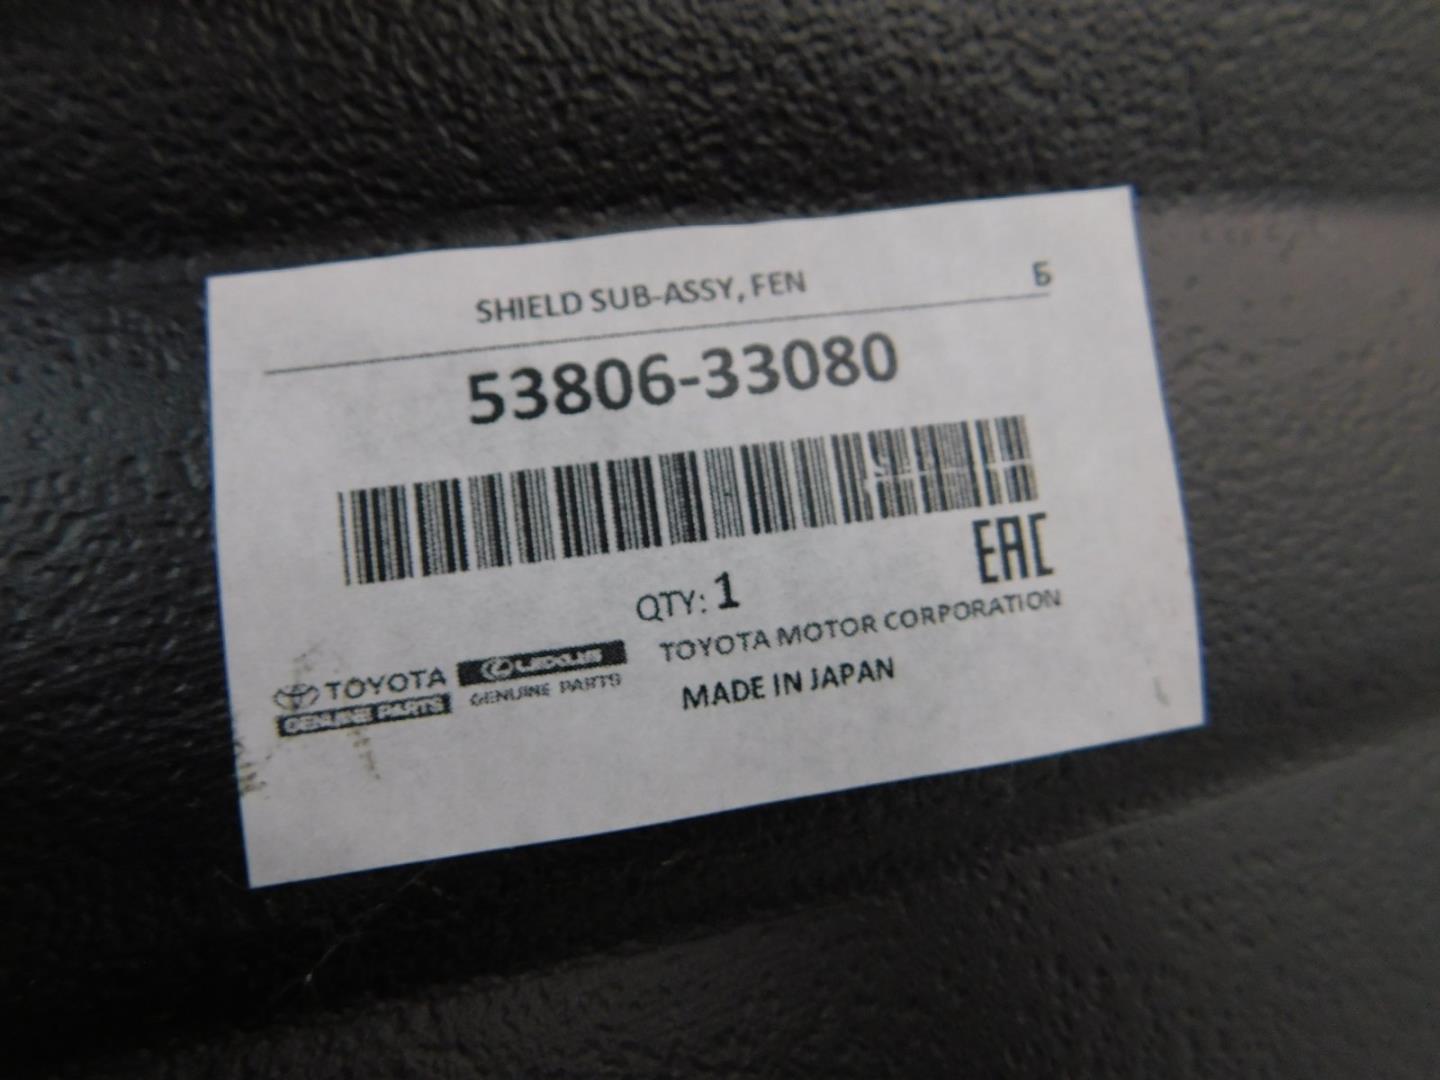 SHIELD SUB-ASSY, FEN Б
53806-33080
EAC
QTY: 1
TOYOTA MOTOR CORPORATION
MADE IN JAPAN
TOYOTA
GENUINE PARTS
LEXUS
GENUINE PARTS